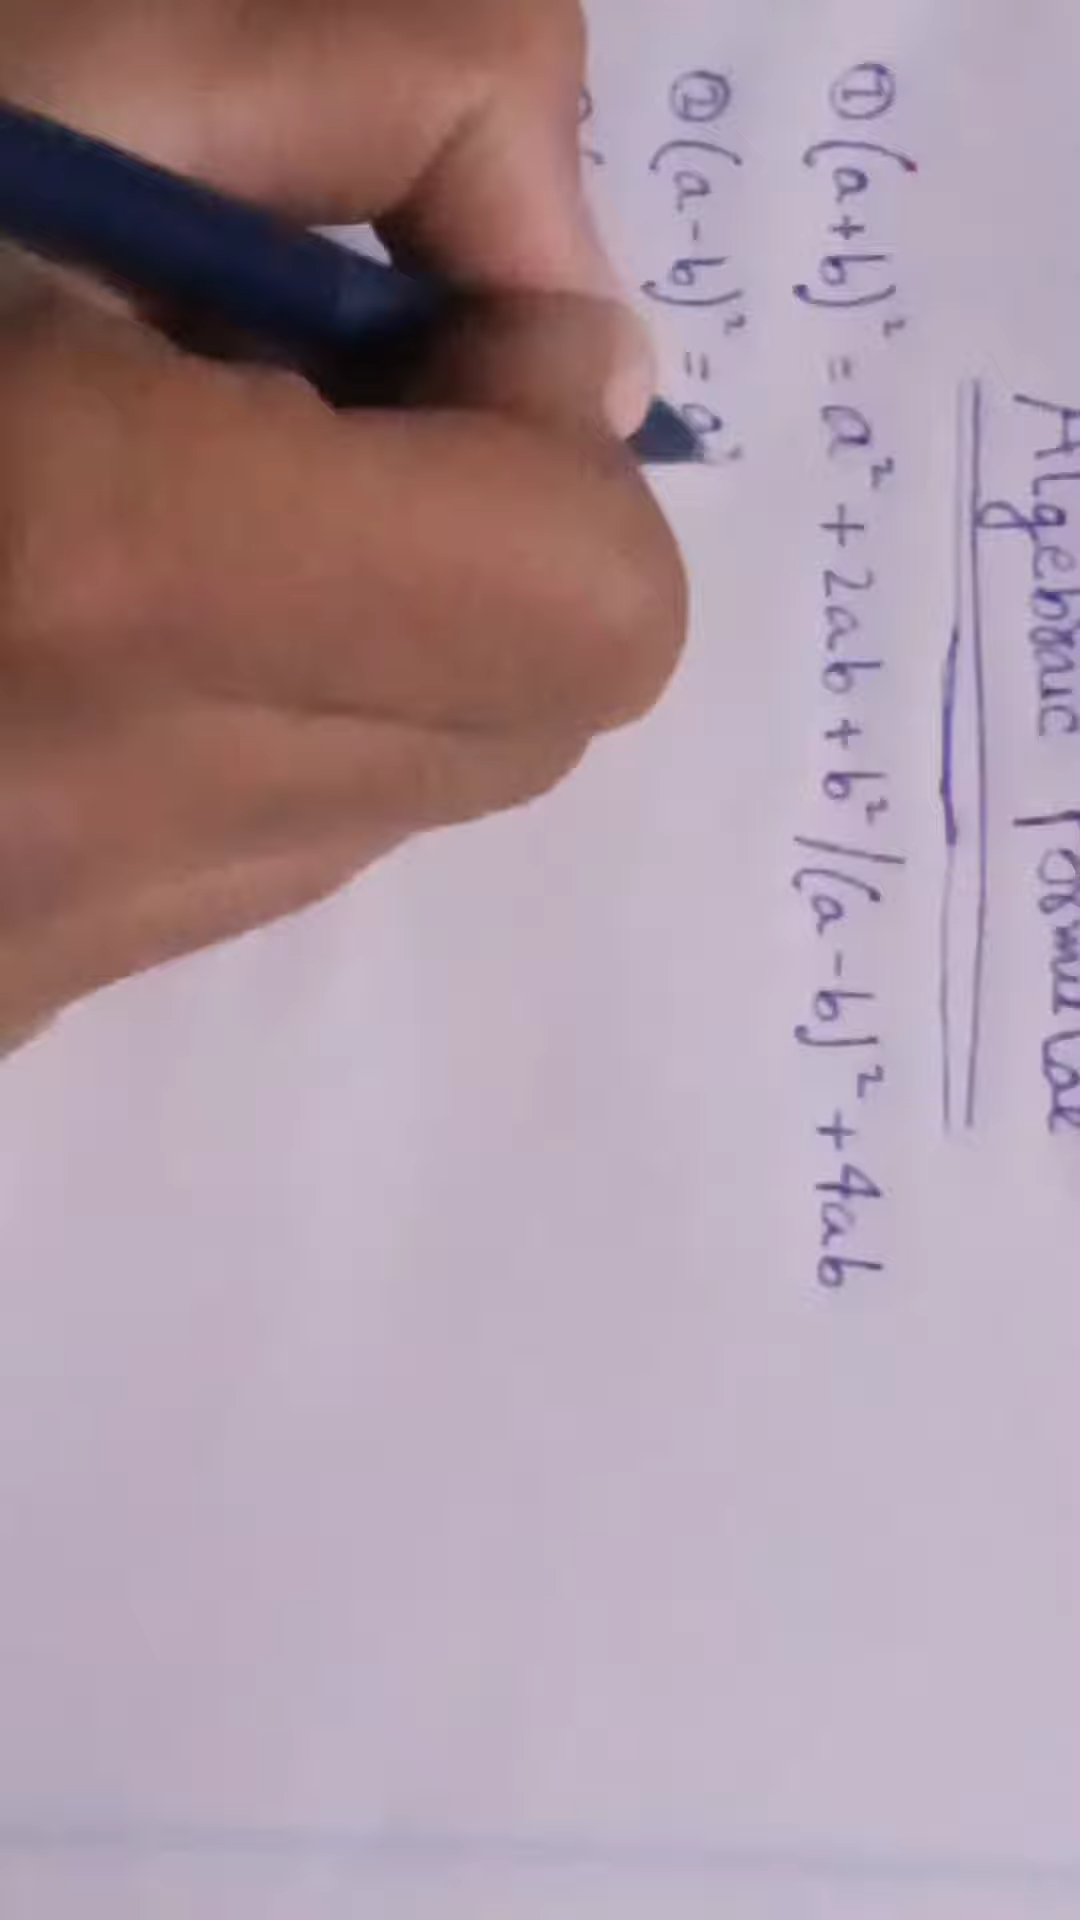 Algebraic Formulae
① (a+b)² = a² + 2ab + b² / (a-b)² + 4ab
② (a-b)² = a²